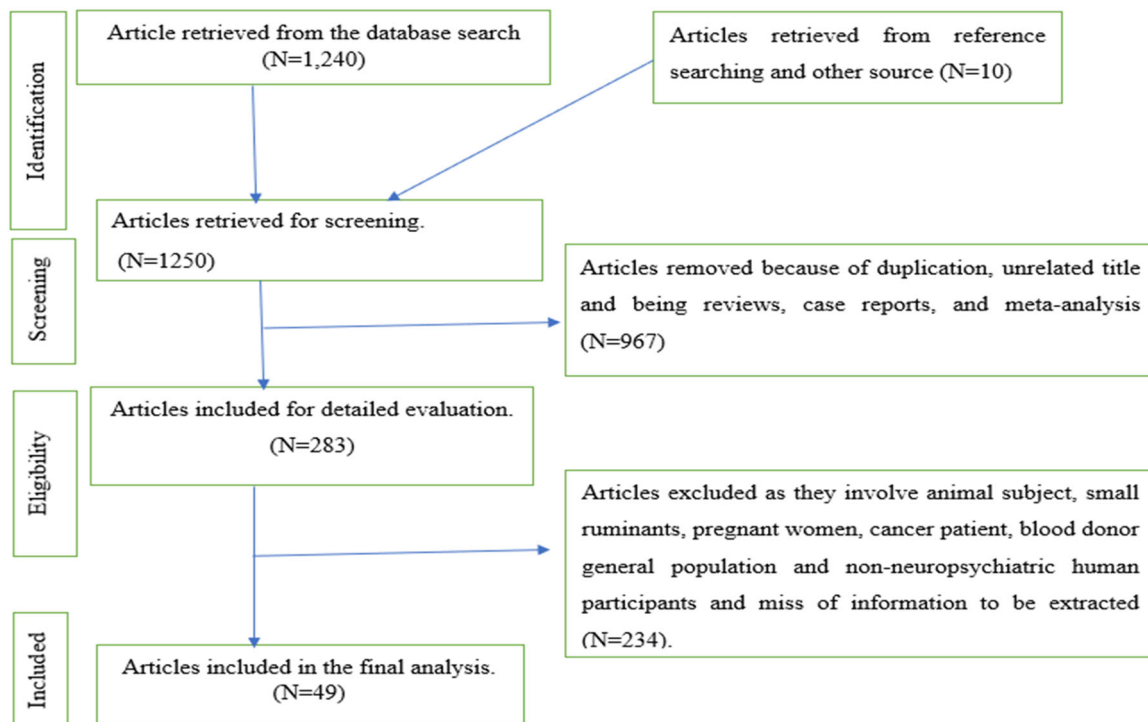 Identification
Article retrieved from the database search
(N=1,240)
Articles retrieved from reference
searching and other source (N=10)
Articles retrieved for screening.
(N=1250)
Screening
Articles removed because of duplication, unrelated title
and being reviews, case reports, and meta-analysis
(N=967)
Eligibility
Articles included for detailed evaluation.
(N=283)
Articles excluded as they involve animal subject, small
ruminants, pregnant women, cancer patient, blood donor
general population and non-neuropsychiatric human
participants and miss of information to be extracted
(N=234).
Included
Articles included in the final analysis.
(N=49)